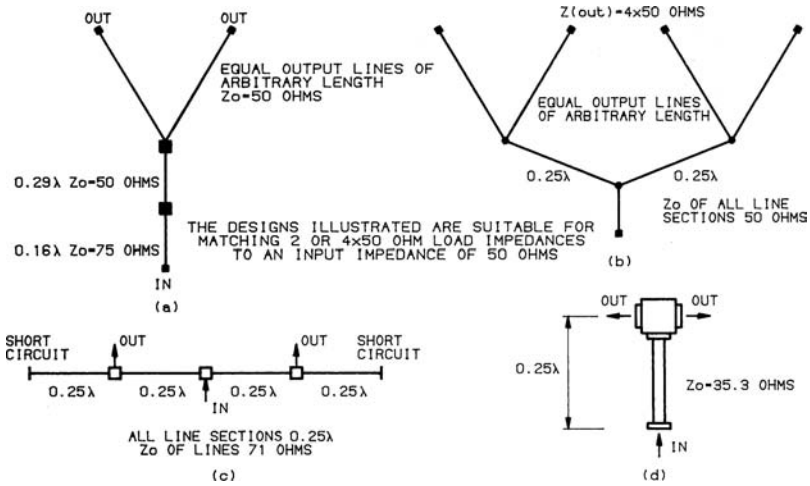 OUT
OUT
EQUAL OUTPUT LINES OF
ARBITRARY LENGTH
Zo=50 OHMS
0.29λ Zo=50 OHMS
0.16λ Zo=75 OHMS
IN
(a)
Z(out)=4x50 OHMS
EQUAL OUTPUT LINES
OF ARBITRARY LENGTH
0.25λ
0.25λ
Zo OF ALL LINE
SECTIONS 50 OHMS
(b)
THE DESIGNS ILLUSTRATED ARE SUITABLE FOR
MATCHING 2 OR 4x50 OHM LOAD IMPEDANCES
TO AN INPUT IMPEDANCE OF 50 OHMS
SHORT
CIRCUIT
OUT
OUT
SHORT
CIRCUIT
0.25λ
0.25λ
0.25λ
0.25λ
IN
ALL LINE SECTIONS 0.25λ
Zo OF LINES 71 OHMS
(c)
OUT
OUT
0.25λ
Zo=35.3 OHMS
IN
(d)